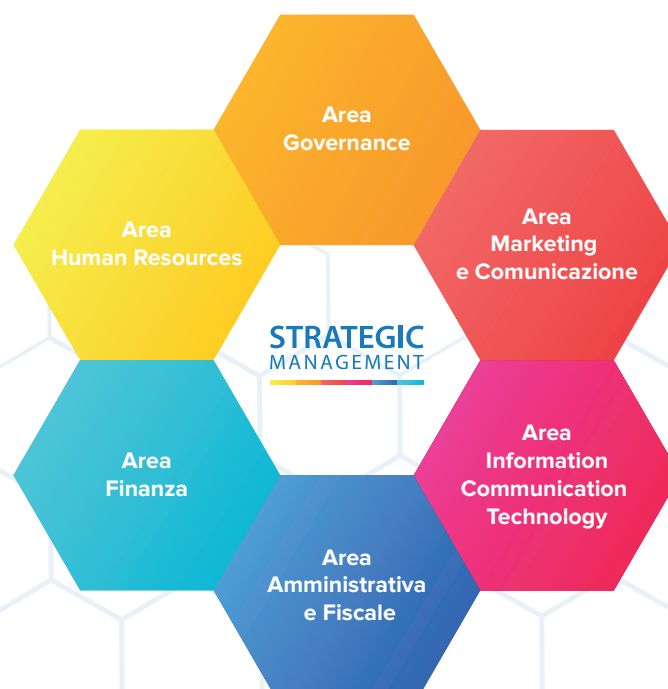 Area
Governance
Area
Human Resources
Area
Marketing
e Comunicazione
STRATEGIC
MANAGEMENT
Area
Finanza
Area
Information
Communication
Technology
Area
Amministrativa
e Fiscale